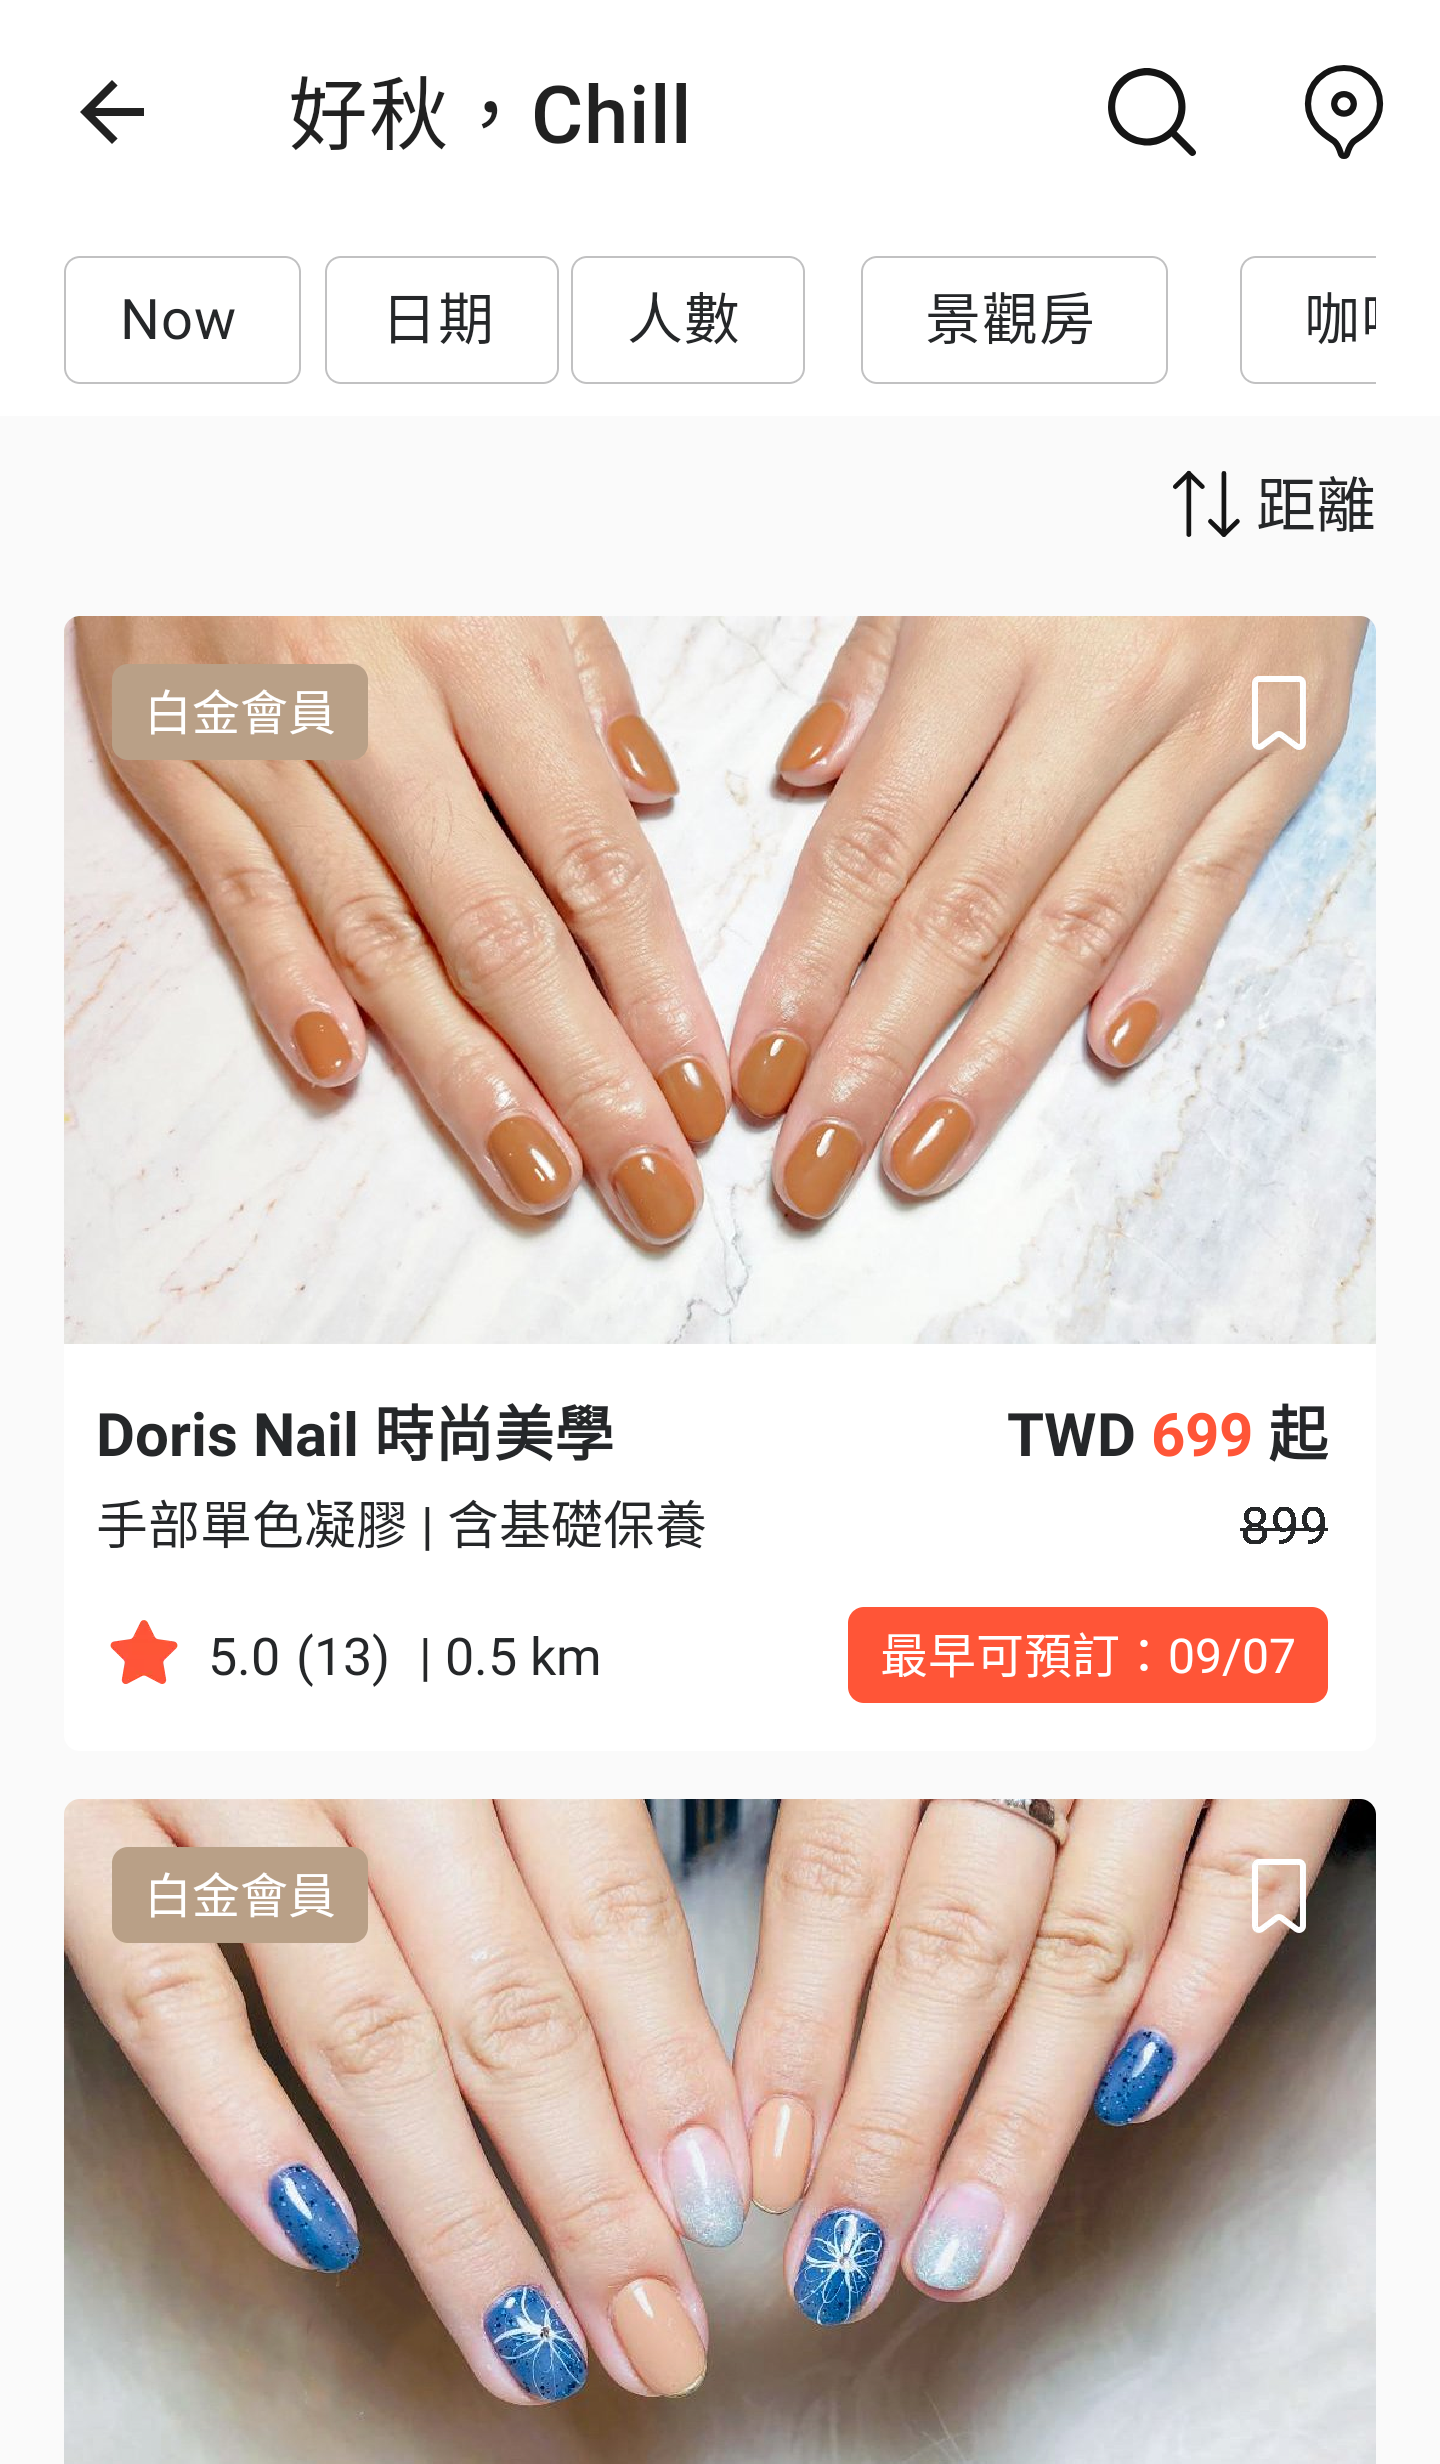 好秋，Chill
Now
日期
人數
景觀房
咖
距離
白金會員
Doris Nail 時尚美學
TWD 699 起
手部單色凝膠 | 含基礎保養
899
5.0 (13) | 0.5 km
最早可預訂：09/07
白金會員